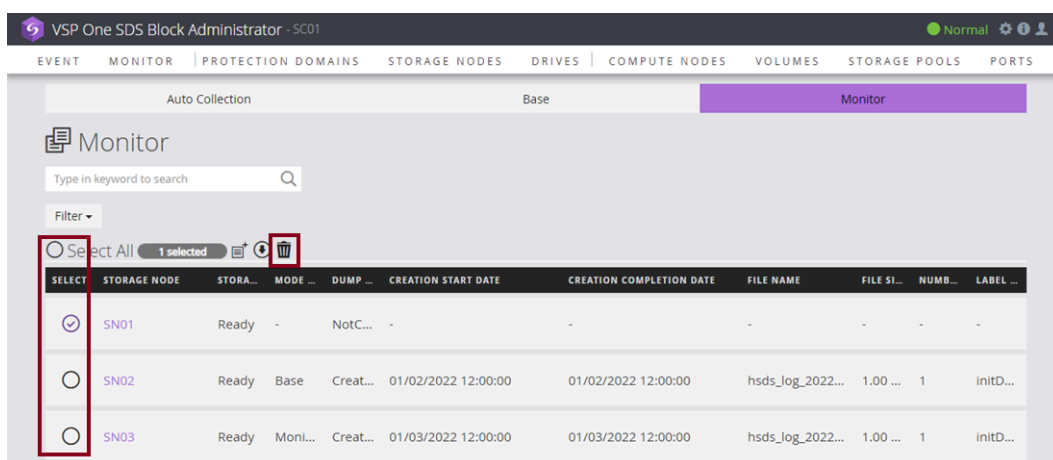 VSP One SDS Block Administrator - SC01 Normal
EVENT MONITOR PROTECTION DOMAINS STORAGE NODES DRIVES COMPUTE NODES VOLUMES STORAGE POOLS PORTS
Auto Collection Base Monitor
Monitor
Type in keyword to search
Filter
Select All 1 selected
SELECT STORAGE NODE STORA... MODE ... DUMP ... CREATION START DATE CREATION COMPLETION DATE FILE NAME FILE SI... NUMB... LABEL ...
SN01 Ready - NotC... - - - - - -
SN02 Ready Base Creat... 01/02/2022 12:00:00 01/02/2022 12:00:00 hsds_log_2022... 1.00 ... 1 initD...
SN03 Ready Moni... Creat... 01/03/2022 12:00:00 01/03/2022 12:00:00 hsds_log_2022... 1.00 ... 1 initD...